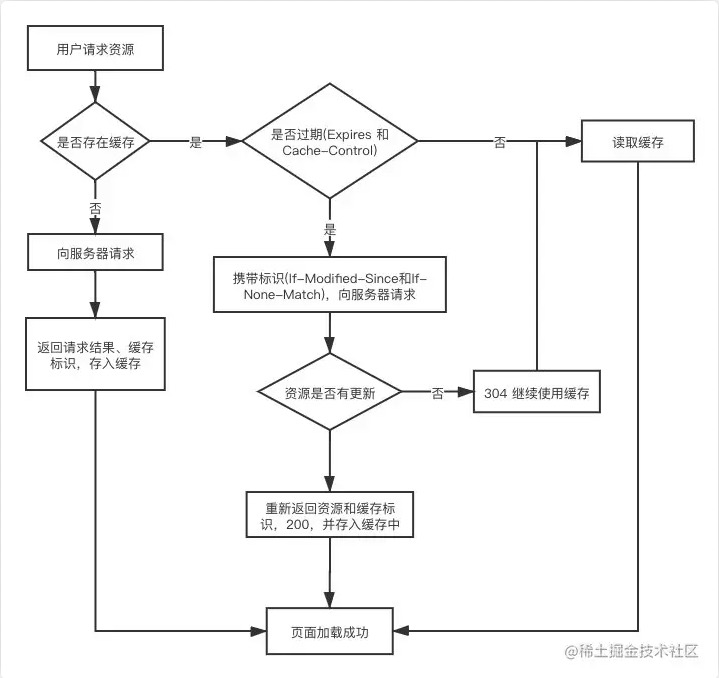 用户请求资源
是否存在缓存
是
是否过期(Expires 和
Cache-Control)
否
读取缓存
否
是
向服务器请求
携带标识(If-Modified-Since和If-
None-Match)，向服务器请求
返回请求结果、缓存
标识，存入缓存
资源是否有更新
否
304 继续使用缓存
重新返回资源和缓存标
识，200，并存入缓存中
页面加载成功
@稀土掘金技术社区